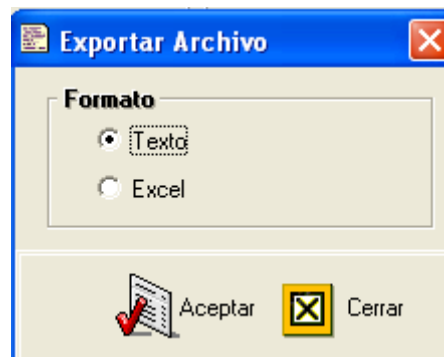 Exportar Archivo
Formato
Texto
Excel
Aceptar Cerrar